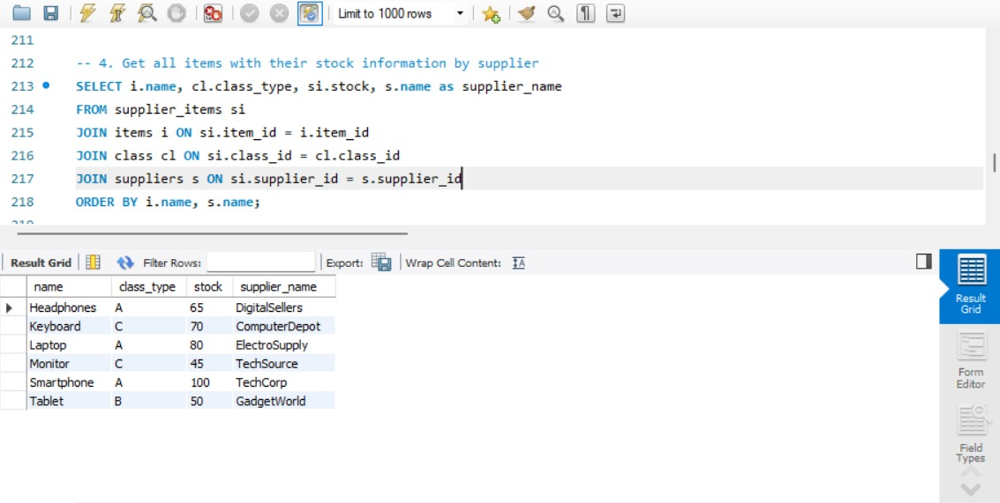 Limit to 1000 rows
211
212 -- 4. Get all items with their stock information by supplier
213 SELECT i.name, cl.class_type, si.stock, s.name as supplier_name
214 FROM supplier_items si
215 JOIN items i ON si.item_id = i.item_id
216 JOIN class cl ON si.class_id = cl.class_id
217 JOIN suppliers s ON si.supplier_id = s.supplier_id
218 ORDER BY i.name, s.name;
Result Grid Filter Rows: Export: Wrap Cell Content: IA
name class_type stock supplier_name
Headphones A 65 DigitalSellers
Keyboard C 70 ComputerDepot
Laptop A 80 ElectroSupply
Monitor C 45 TechSource
Smartphone A 100 TechCorp
Tablet B 50 GadgetWorld
Result
Grid
Form
Editor
Field
Types